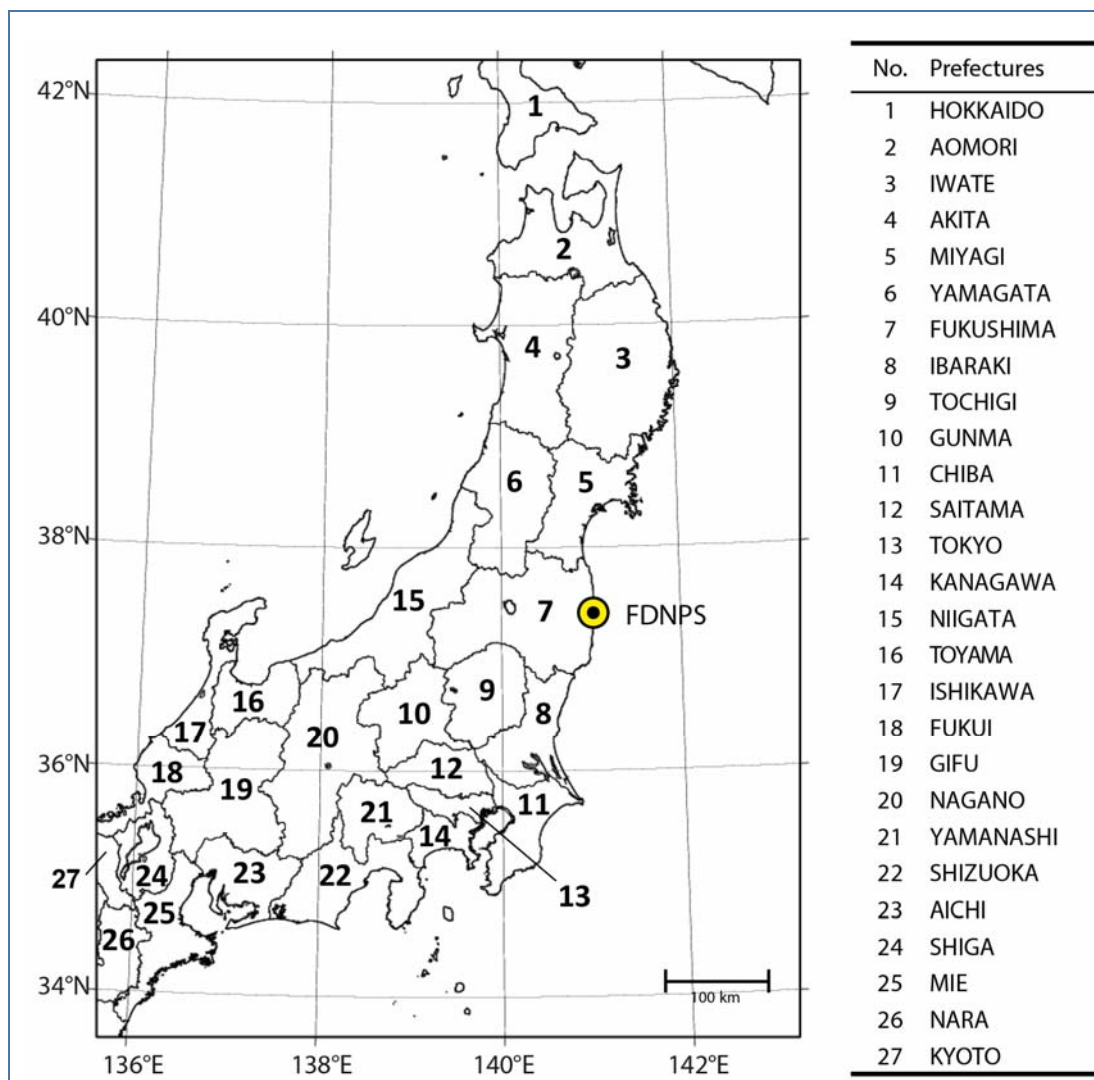 42°N
40°N
38°N
36°N
34°N
136°E 138°E 140°E 142°E
1
2
4
3
6
5
15
7
FDNPS
16
9
10
8
17
20
18
12
19
21
11
14
24
23
22
27
13
25
26
100 km
No. Prefectures
1 HOKKAIDO
2 AOMORI
3 IWATE
4 AKITA
5 MIYAGI
6 YAMAGATA
7 FUKUSHIMA
8 IBARAKI
9 TOCHIGI
10 GUNMA
11 CHIBA
12 SAITAMA
13 TOKYO
14 KANAGAWA
15 NIIGATA
16 TOYAMA
17 ISHIKAWA
18 FUKUI
19 GIFU
20 NAGANO
21 YAMANASHI
22 SHIZUOKA
23 AICHI
24 SHIGA
25 MIE
26 NARA
27 KYOTO